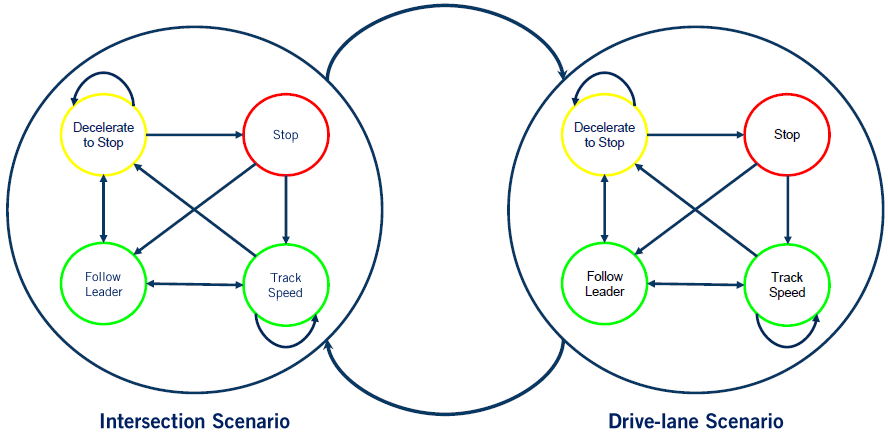 Decelerate
to Stop
Stop
Follow
Leader
Track
Speed
Intersection Scenario
Decelerate
to Stop
Stop
Follow
Leader
Track
Speed
Drive-lane Scenario